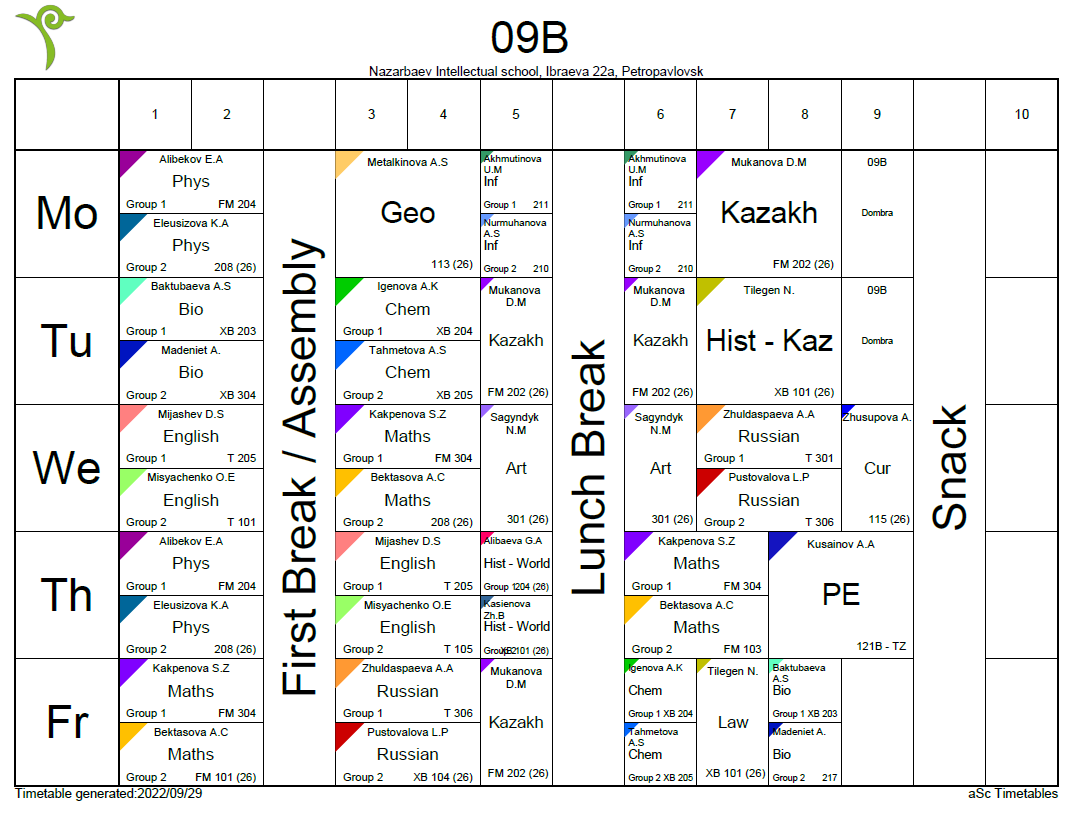 09B
Nazarbaev Intellectual school, Ibraeva 22a, Petropavlovsk
1 2 3 4 5 6 7 8 9 10
First Break / Assembly
Lunch Break
Snack
Mo
Alibekov E.A
Phys
Group 1 FM 204
Eleusizova K.A
Phys
Group 2 208 (26)
Metalkinova A.S
Geo
113 (26)
Akhmutinova
U.M
Inf
Group 1 211
Nurmuhanova
A.S
Inf
Group 2 210
Akhmutinova
U.M
Inf
Group 1 211
Nurmuhanova
A.S
Inf
Group 2 210
Mukanova D.M
Kazakh
FM 202 (26)
09B
Dombra
Tu
Baktubaeva A.S
Bio
Group 1 XB 203
Madeniet A.
Bio
Group 2 XB 304
Igenova A.K
Chem
Group 1 XB 204
Tahmetova A.S
Chem
Group 2 XB 205
Mukanova
D.M
Kazakh
FM 202 (26)
Mukanova
D.M
Kazakh
FM 202 (26)
Tilegen N.
Hist - Kaz
XB 101 (26)
09B
Dombra
We
Mijashev D.S
English
Group 1 T 205
Misyachenko O.E
English
Group 2 T 101
Kakpenova S.Z
Maths
Group 1 FM 304
Bektasova A.C
Maths
Group 2 208 (26)
Sagyndyk
N.M
Art
301 (26)
Sagyndyk
N.M
Art
301 (26)
Zhuldaspaeva A.A
Russian
Group 1 T 301
Pustovalova L.P
Russian
Group 2 T 306
Zhusupova A.
Cur
115 (26)
Th
Alibekov E.A
Phys
Group 1 FM 204
Eleusizova K.A
Phys
Group 2 208 (26)
Mijashev D.S
English
Group 1 T 205
Misyachenko O.E
English
Group 2 T 105
Alibaeva G.A
Hist - World
Group 1204 (26)
Kasienova
Zh.B
Hist - World
Group 2 XB 101 (26)
Kakpenova S.Z
Maths
Group 1 FM 304
Bektasova A.C
Maths
Group 2 FM 103
Kusainov A.A
PE
121B - TZ
Fr
Kakpenova S.Z
Maths
Group 1 FM 304
Bektasova A.C
Maths
Group 2 FM 101 (26)
Zhuldaspaeva A.A
Russian
Group 1 T 306
Pustovalova L.P
Russian
Group 2 XB 104 (26)
Mukanova
D.M
Kazakh
FM 202 (26)
Igenova A.K
Chem
Group 1 XB 204
Tahmetova
A.S
Chem
Group 2 XB 205
Tilegen N.
Law
XB 101 (26)
Baktubaeva
A.S
Bio
Group 1 XB 203
Madeniet A.
Bio
Group 2 217
Timetable generated:2022/09/29
aSc Timetables